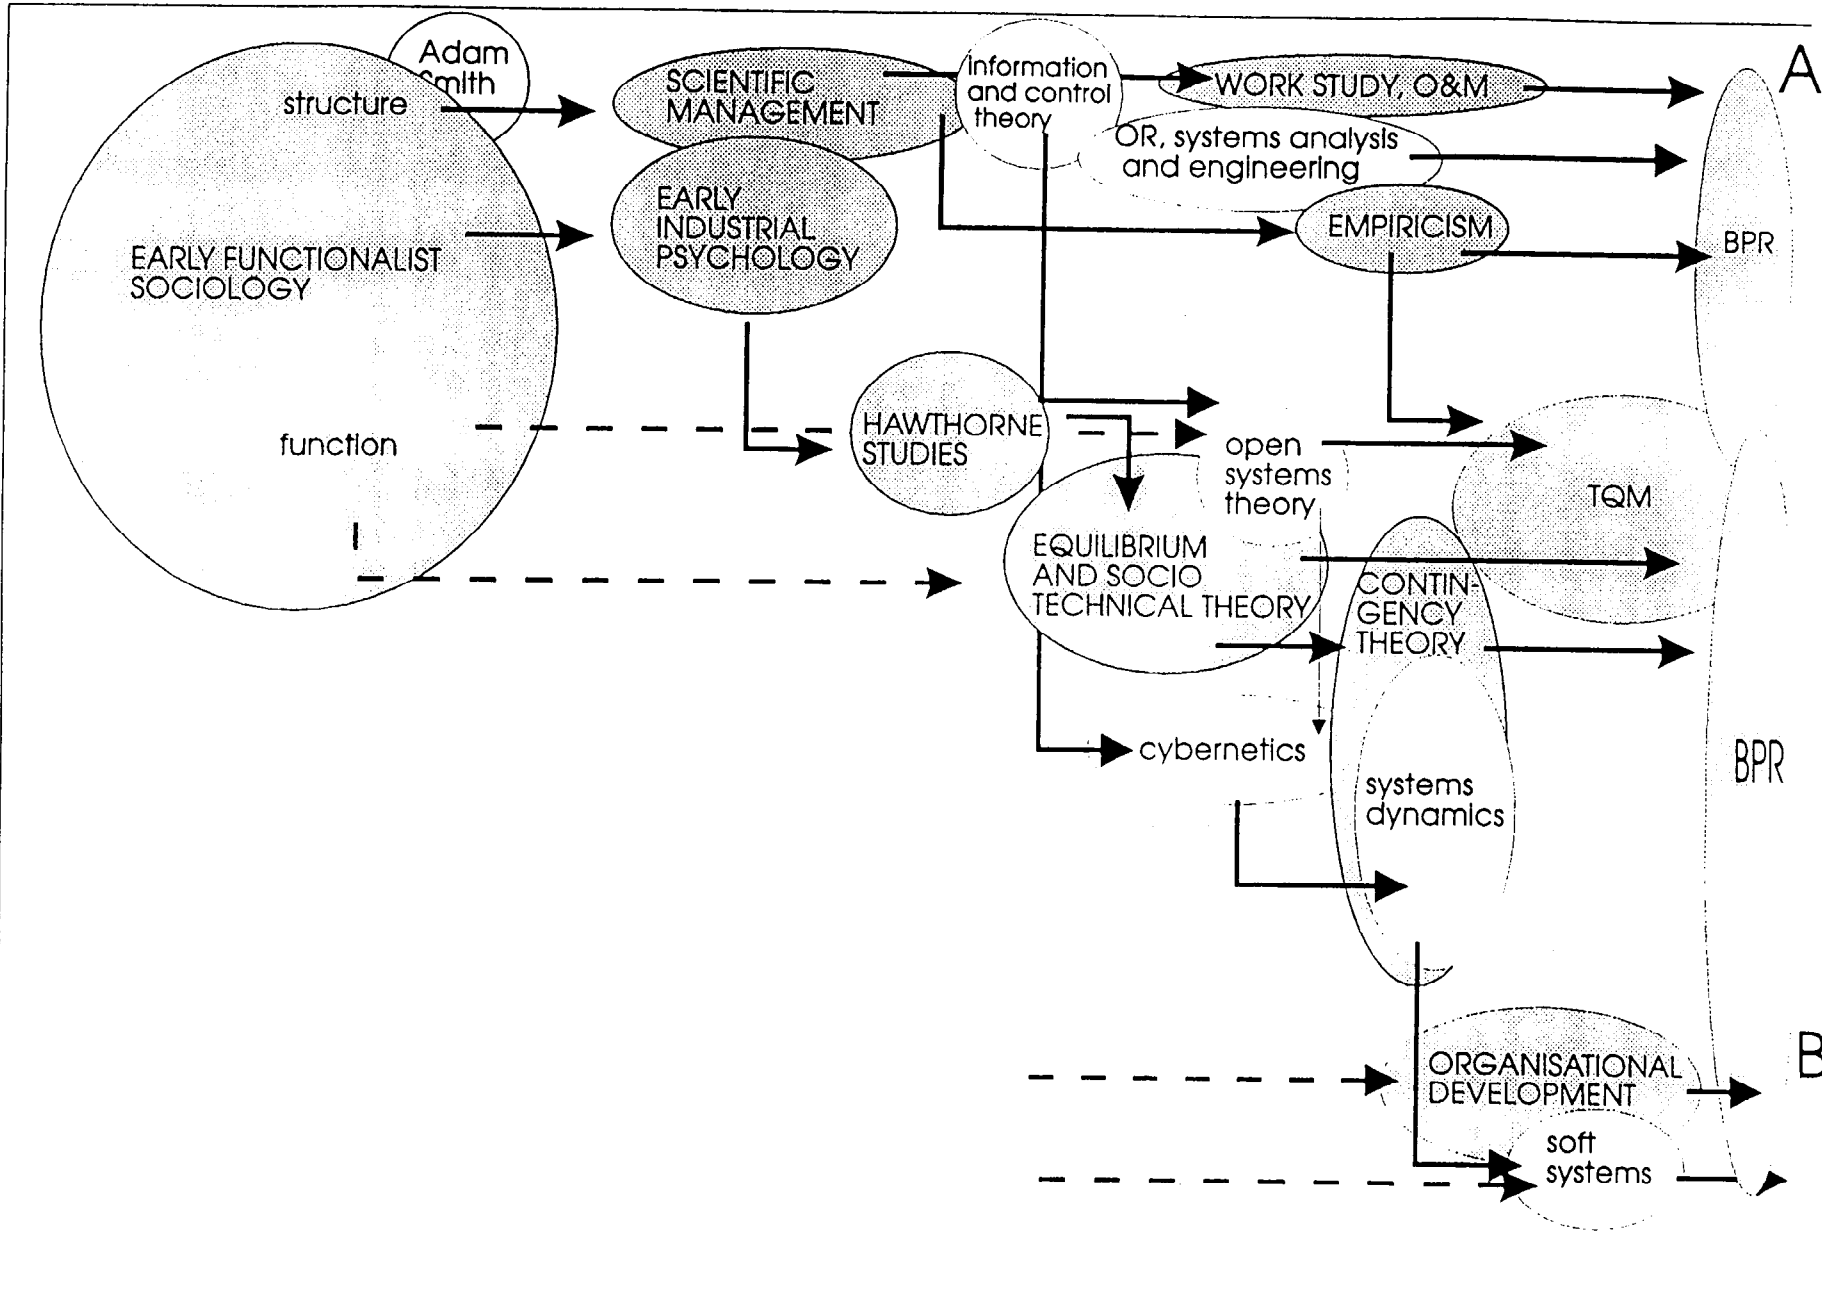 Adam
Smith
structure
EARLY FUNCTIONALIST
SOCIOLOGY
function
SCIENTIFIC
MANAGEMENT
EARLY
INDUSTRIAL
PSYCHOLOGY
Information
and control
theory
WORK STUDY, O&M
OR, systems analysis
and engineering
EMPIRICISM
A
BPR
HAWTHORNE
STUDIES
open
systems
theory
TQM
EQUILIBRIUM
AND SOCIO
TECHNICAL THEORY
CONTIN-
GENCY
THEORY
cybernetics
systems
dynamics
BPR
ORGANISATIONAL
DEVELOPMENT
B
soft
systems